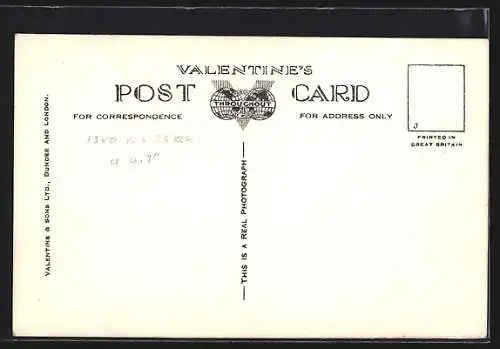 VALENTINE'S
POST CARD
THROUGHOUT
FOR CORRESPONDENCE
FOR ADDRESS ONLY
3
PRINTED IN
GREAT BRITAIN
VALENTINE & SONS LTD., DUNDEE AND LONDON.
THIS IS A REAL PHOTOGRAPH